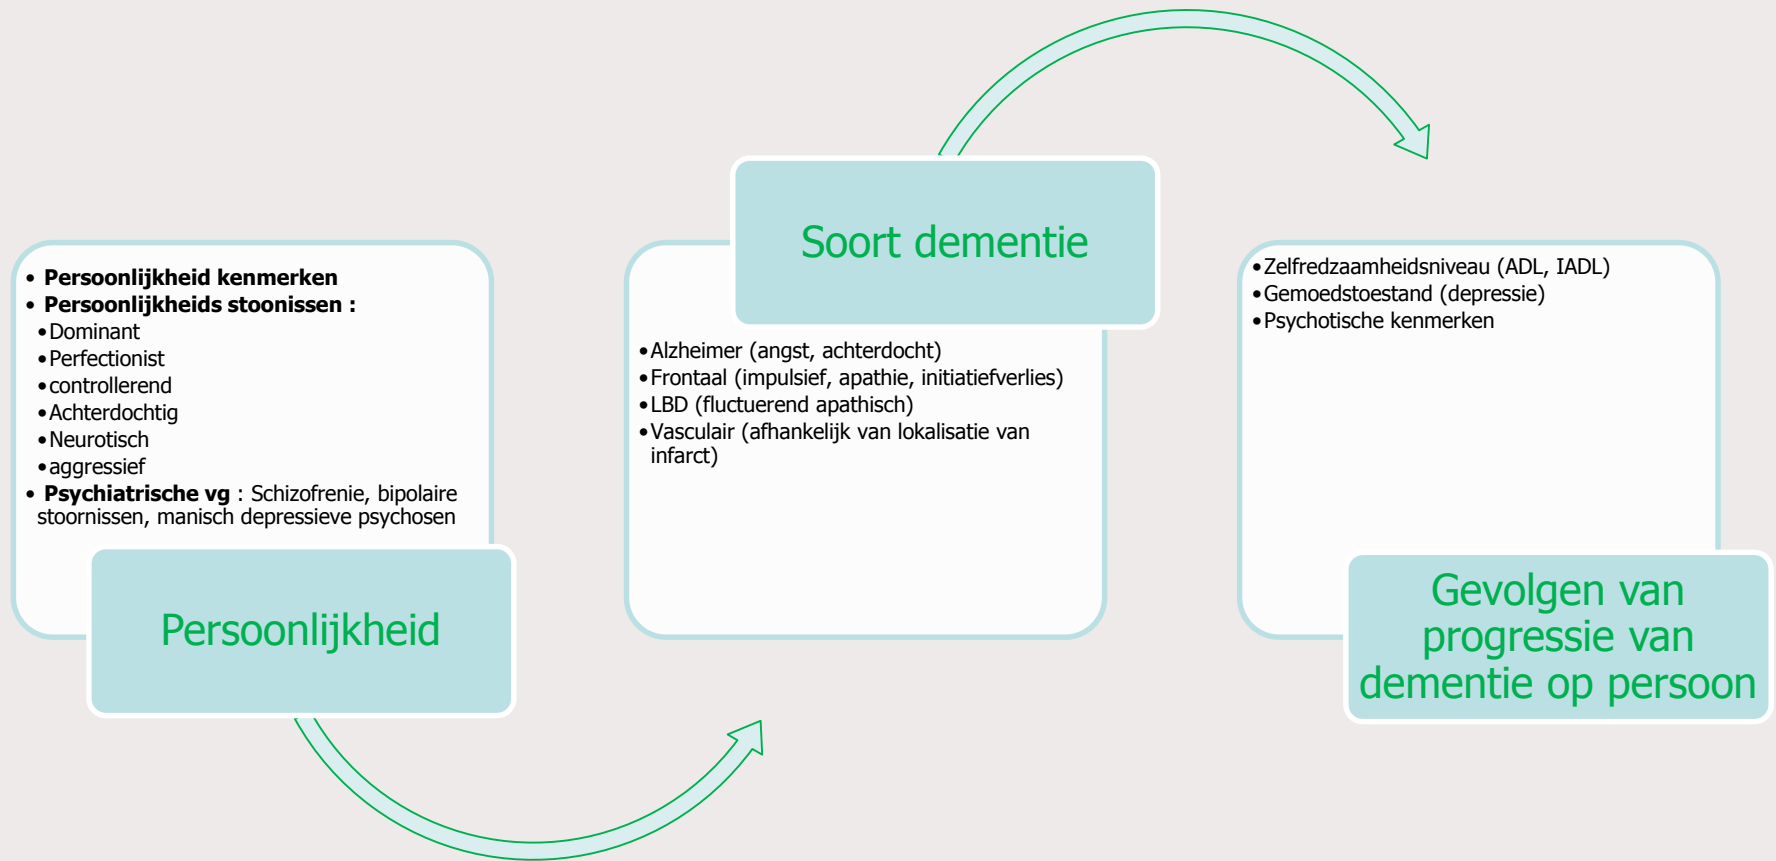 • Persoonlijkheid kenmerken
• Persoonlijkheids stoonissen :
•Dominant
•Perfectionist
•controllerend
•Achterdochtig
•Neurotisch
•aggressief
• Psychiatrische vg : Schizofrenie, bipolaire
stoornissen, manisch depressieve psychosen
Persoonlijkheid
Soort dementie
•Alzheimer (angst, achterdocht)
•Frontaal (impulsief, apathie, initiatiefverlies)
•LBD (fluctuerend apathisch)
•Vasculair (afhankelijk van lokalisatie van
infarct)
•Zelfredzaamheidsniveau (ADL, IADL)
•Gemoedstoestand (depressie)
•Psychotische kenmerken
Gevolgen van
progressie van
dementie op persoon